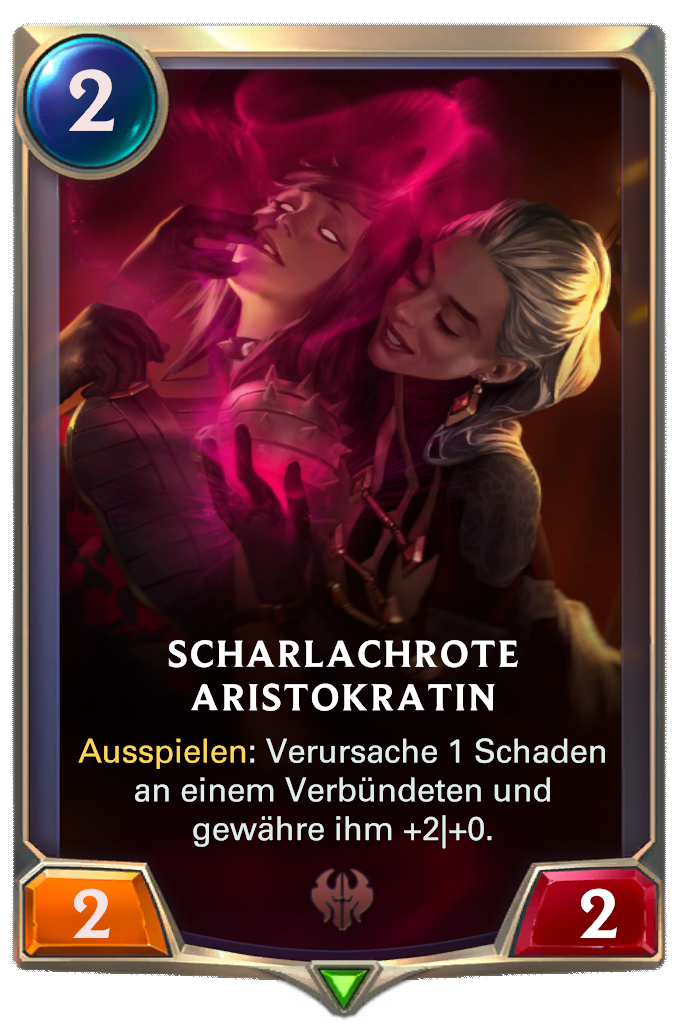 2
SCHARLACHROTE
ARISTOKRATIN
Ausspielen: Verursache 1 Schaden
an einem Verbündeten und
gewähre ihm +2|+0.
2
2